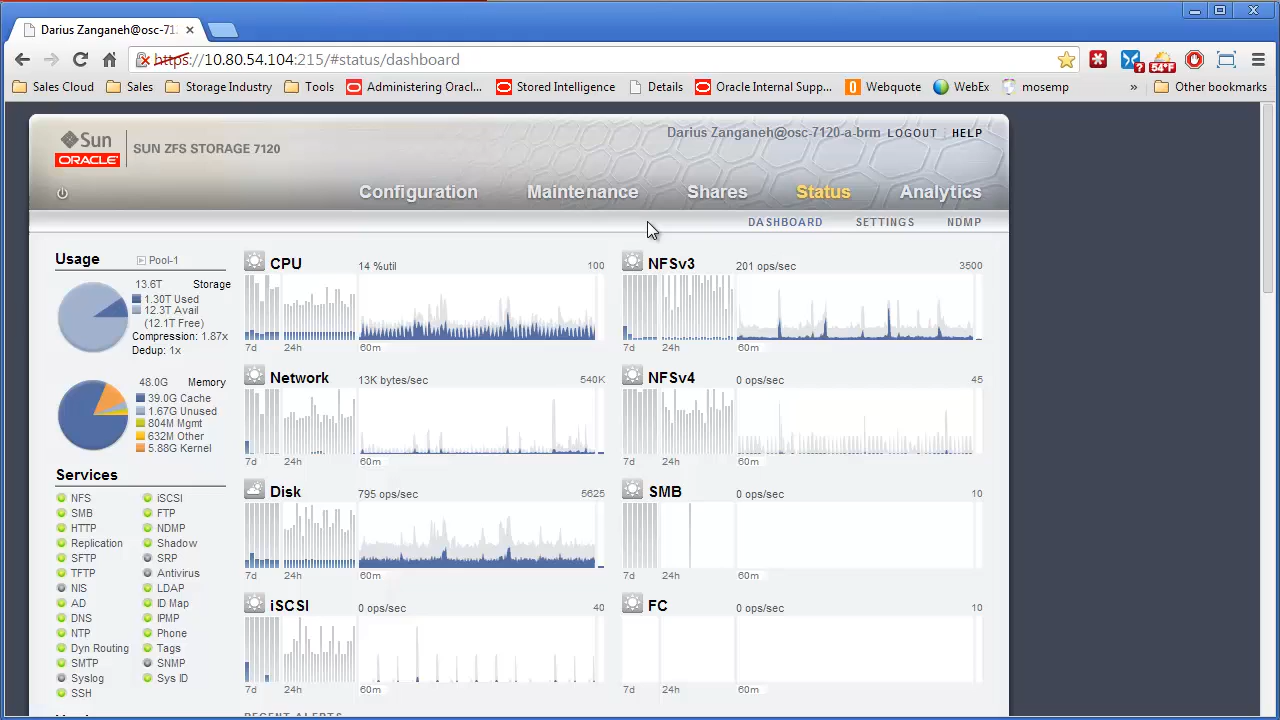 Darius Zanganeh@osc-71
https://10.80.54.104:215/#status/dashboard
?
54°F
Sales Cloud
Sales
Storage Industry
Tools
Administering Orac...
Stored Intelligence
Details
Oracle Internal Supp...
Webquote
WebEx
mosemp
»
Other bookmarks
Sun
ORACLE
SUN ZFS STORAGE 7120
Darius Zanganeh@osc-7120-a-brm LOGOUT HELP
Configuration
Maintenance
Shares
Status
Analytics
DASHBOARD
SETTINGS
NDMP
Usage
Pool-1
13.6T Storage
1.30T Used
12.3T Avail
(12.1T Free)
Compression: 1.87x
Dedup: 1x
48.0G Memory
39.0G Cache
1.67G Unused
804M Mgmt
632M Other
5.88G Kernel
Services
NFS
iSCSI
SMB
FTP
HTTP
NDMP
Replication
Shadow
SFTP
SRP
TFTP
Antivirus
NIS
LDAP
AD
ID Map
DNS
IPMP
NTP
Phone
Dyn Routing
Tags
SMTP
SNMP
Syslog
Sys ID
SSH
CPU
14 %util
100
7d
24h
60m
NFSv3
201 ops/sec
3500
7d
24h
60m
Network
13K bytes/sec
540K
7d
24h
60m
NFSv4
0 ops/sec
45
7d
24h
60m
Disk
795 ops/sec
5625
7d
24h
60m
SMB
0 ops/sec
10
7d
24h
60m
iSCSI
0 ops/sec
40
7d
24h
60m
FC
0 ops/sec
10
7d
24h
60m
RECENT ALERTS